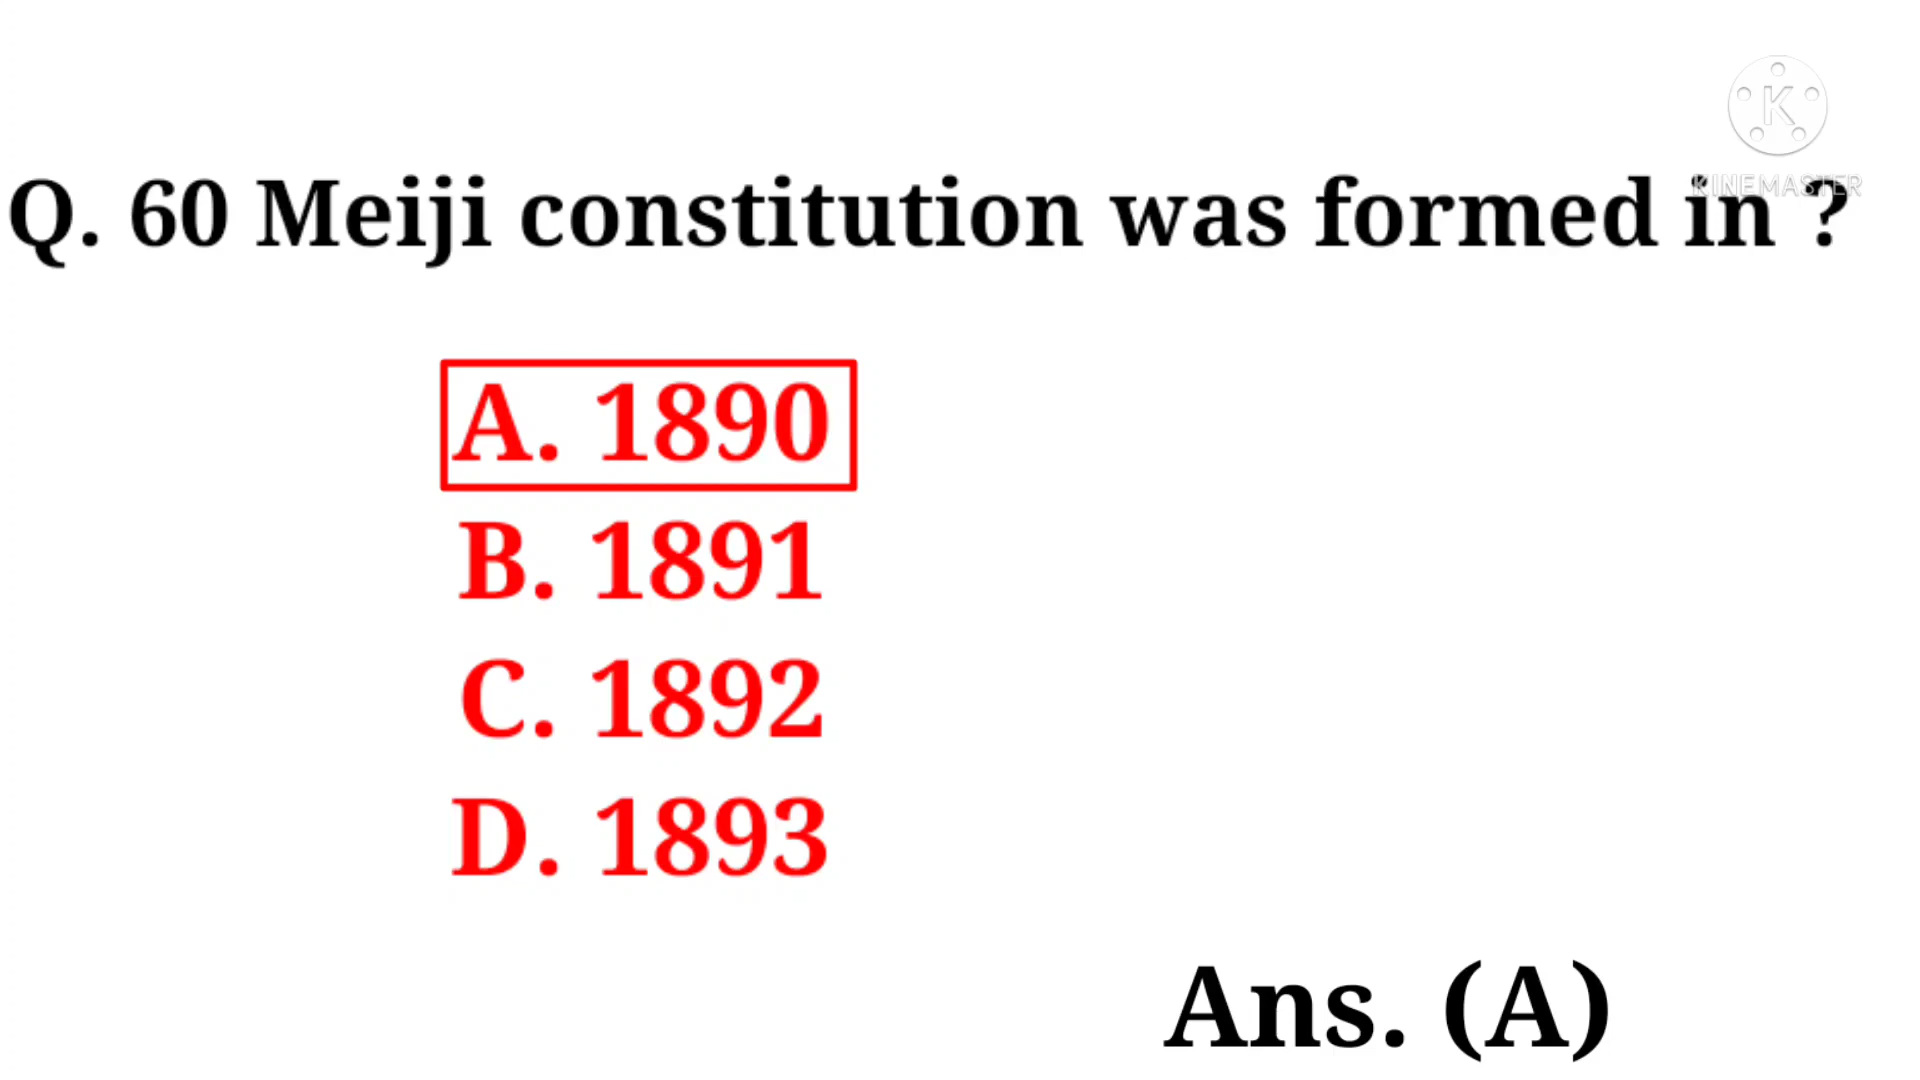 K
KINEMASTER
Q. 60 Meiji constitution was formed in ?
A. 1890
B. 1891
C. 1892
D. 1893
Ans. (A)